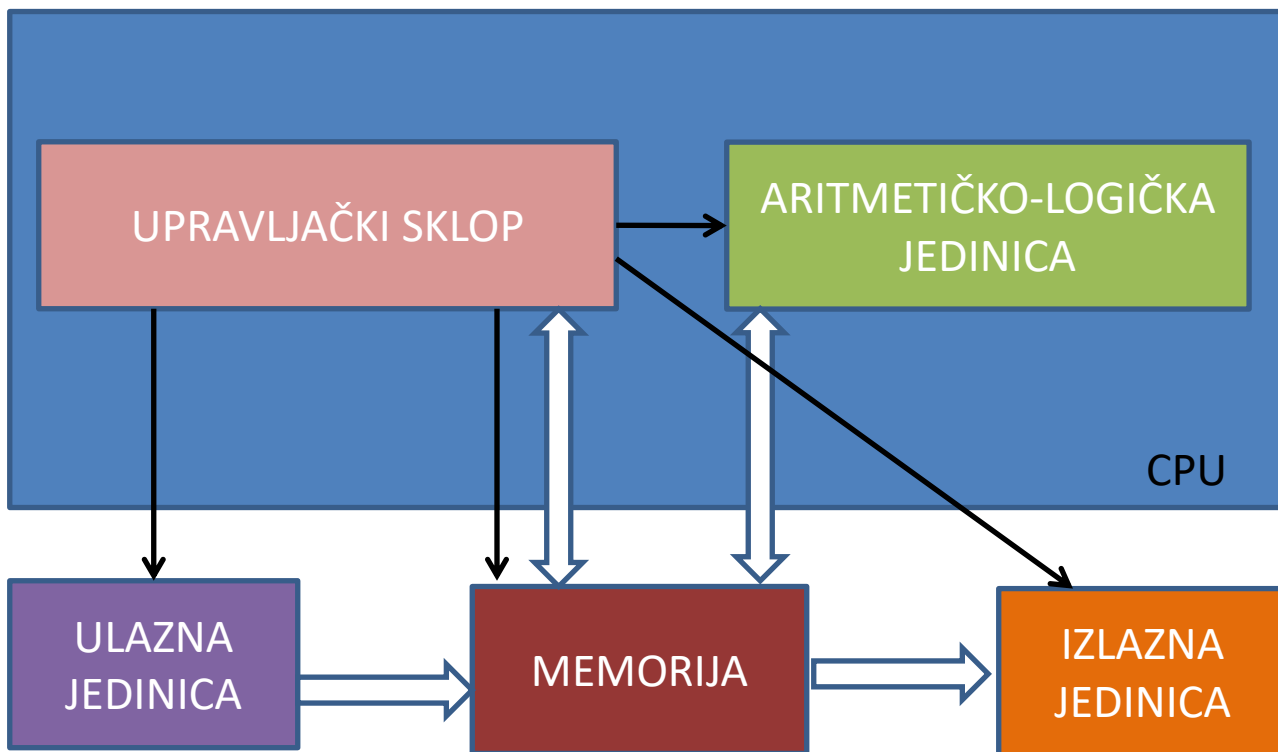 UPRAVLJAČKI SKLOP
ARITMETIČKO-LOGIČKA
JEDINICA
CPU
ULAZNA
JEDINICA
MEMORIJA
IZLAZNA
JEDINICA